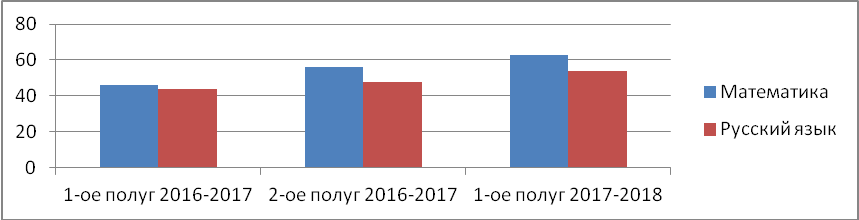 80
60
40
20
0
1-ое полуг 2016-2017 2-ое полуг 2016-2017 1-ое полуг 2017-2018
Математика
Русский язык